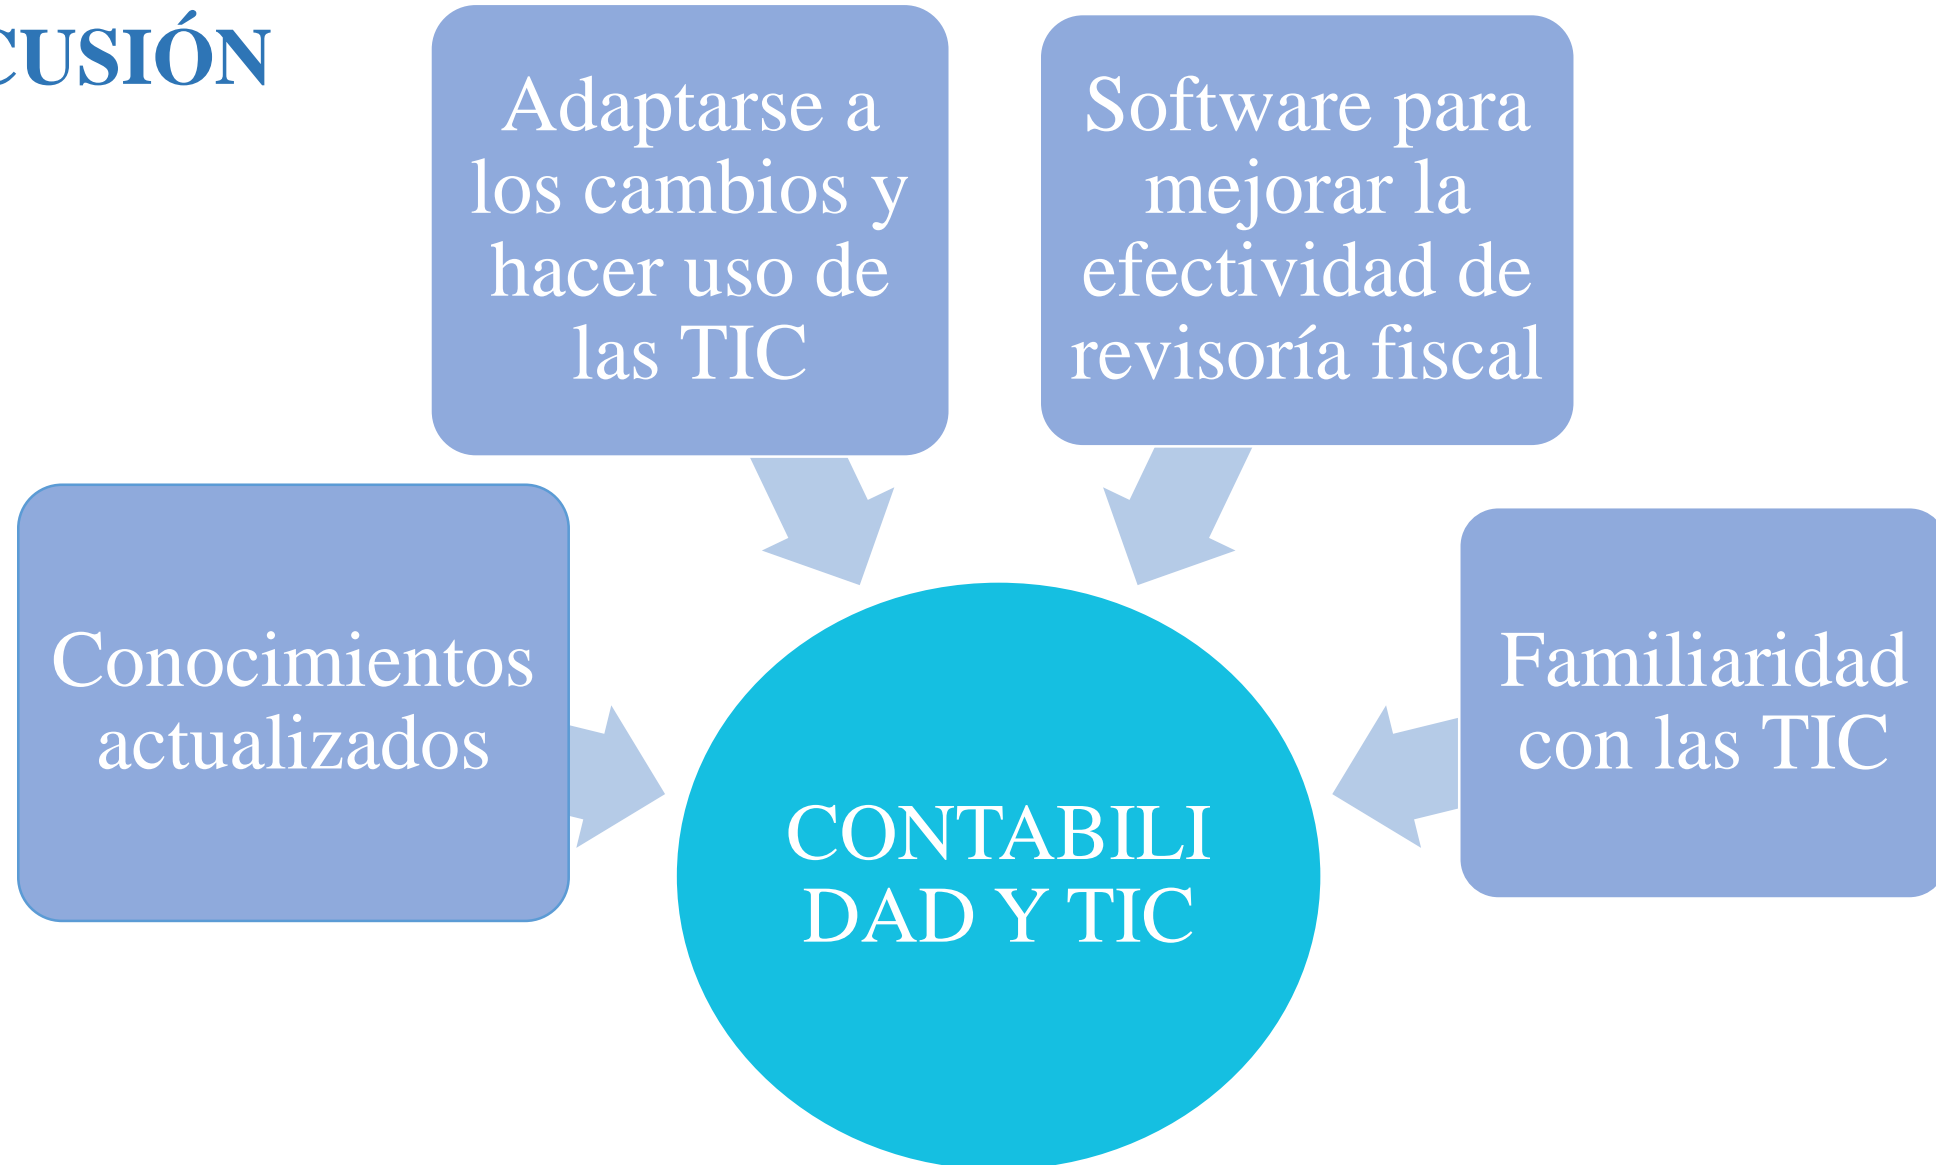 CUSIÓN
Adaptarse a
los cambios y
hacer uso de
las TIC
Software para
mejorar la
efectividad de
revisoría fiscal
Conocimientos
actualizados
Familiaridad
con las TIC
CONTABILI
DAD Y TIC